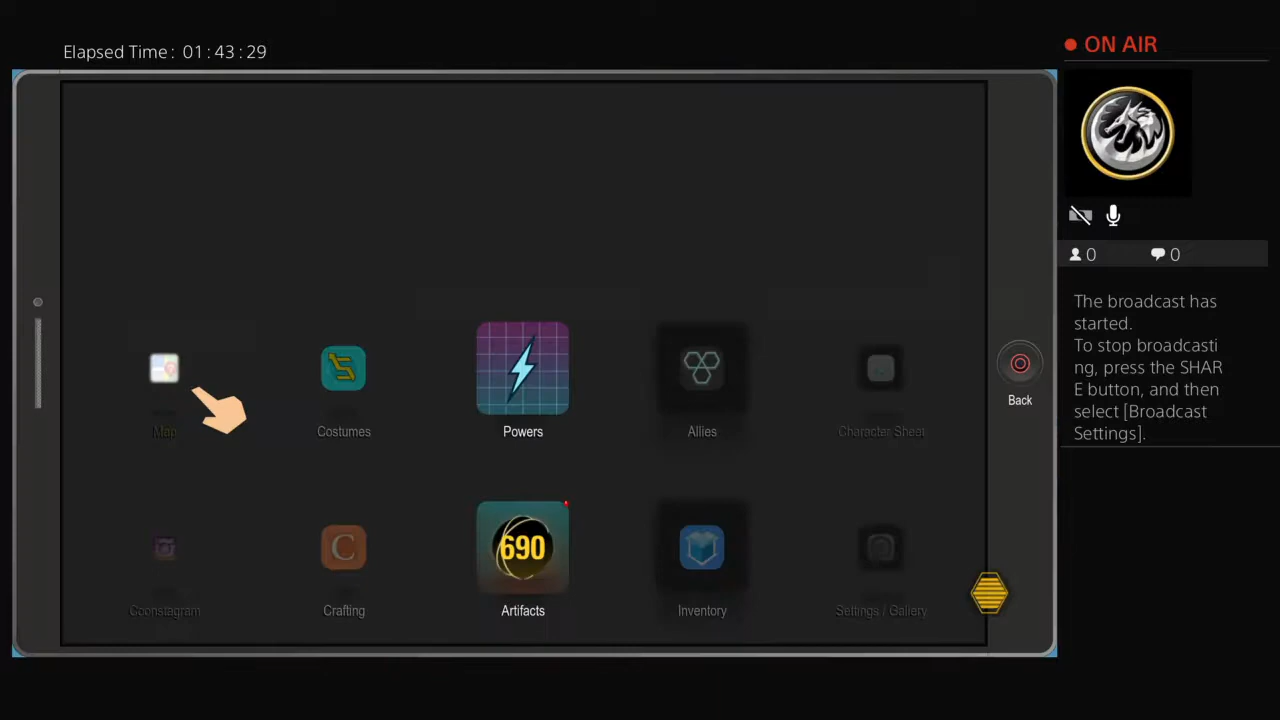 Elapsed Time: 01:43:29
ON AIR
0
0
The broadcast has
started.
To stop broadcasti
ng, press the SHAR
E button, and then
select [Broadcast
Settings].
Back
Map
Costumes
Powers
Allies
Character Sheet
C
690
Coonstagram
Crafting
Artifacts
Inventory
Settings / Gallery